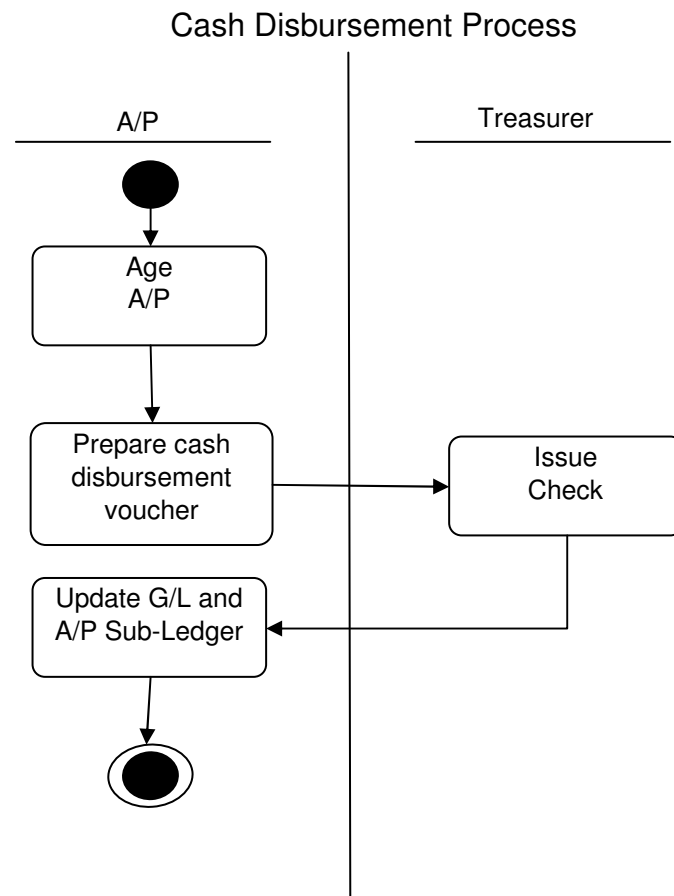 Cash Disbursement Process
A/P
Treasurer
Age
A/P
Prepare cash
disbursement
voucher
Issue
Check
Update G/L and
A/P Sub-Ledger